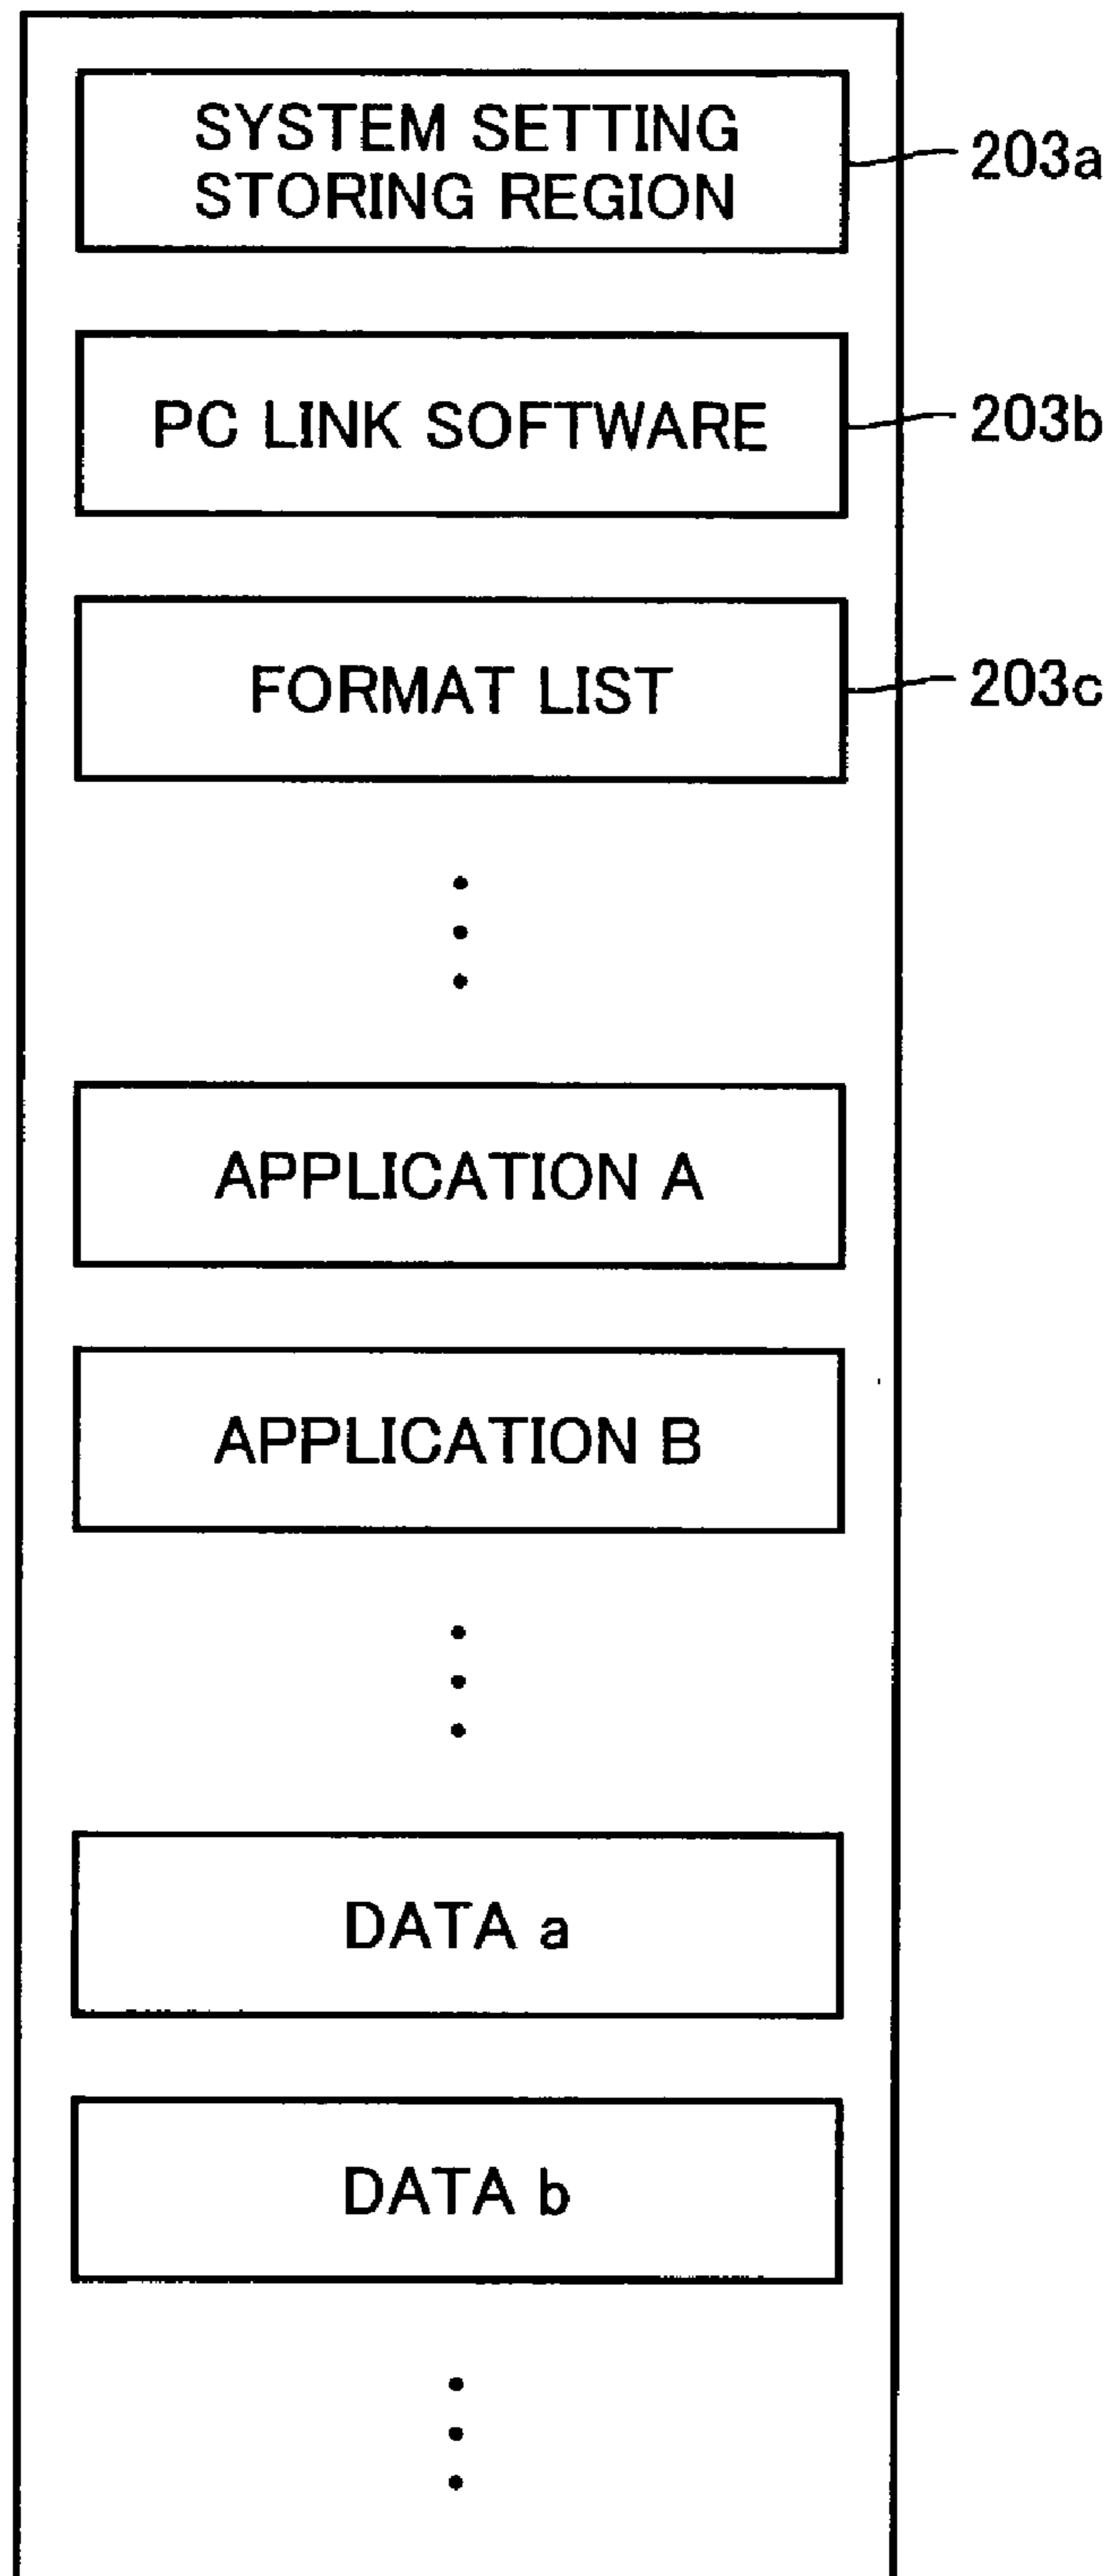 SYSTEM SETTING
STORING REGION
203a
PC LINK SOFTWARE
203b
FORMAT LIST
203c
APPLICATION A
APPLICATION B
DATA a
DATA b